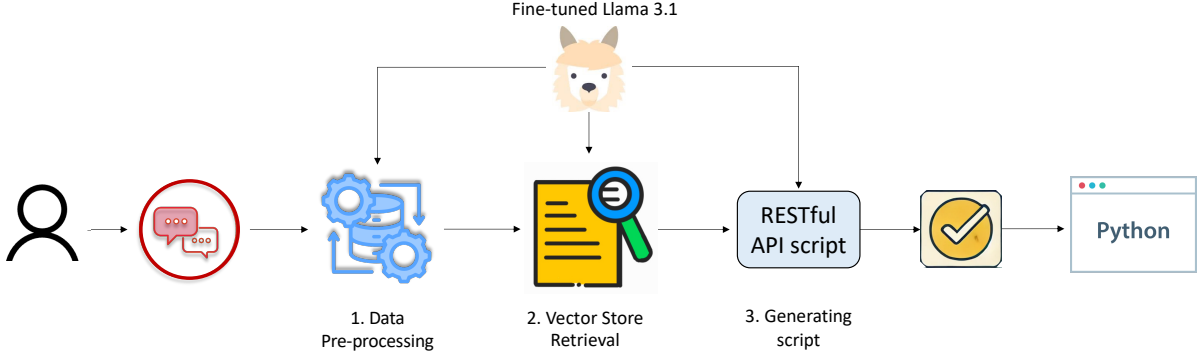 Fine-tuned Llama 3.1
RESTful
API script
Python
1. Data
Pre-processing
2. Vector Store
Retrieval
3. Generating
script